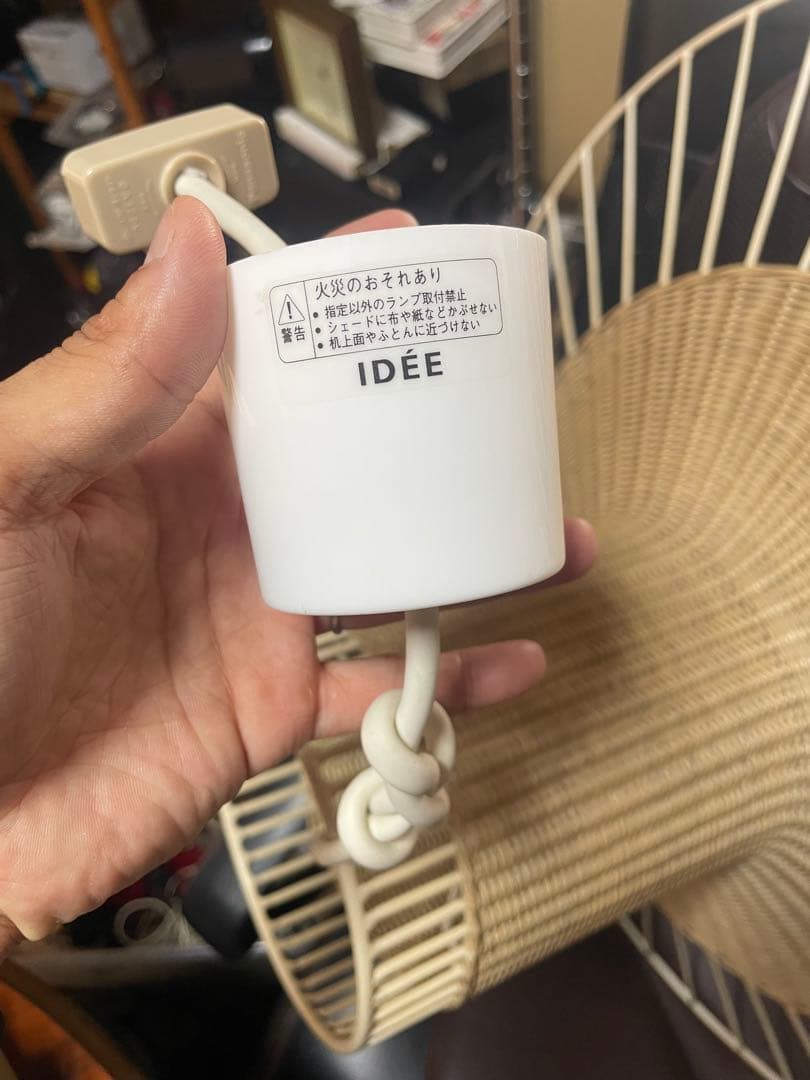 火災のおそれあり
警告
● 指定以外のランプ取付禁止
● シェードに布や紙などかぶせない
● 机上面やふとんに近づけない
IDÉE